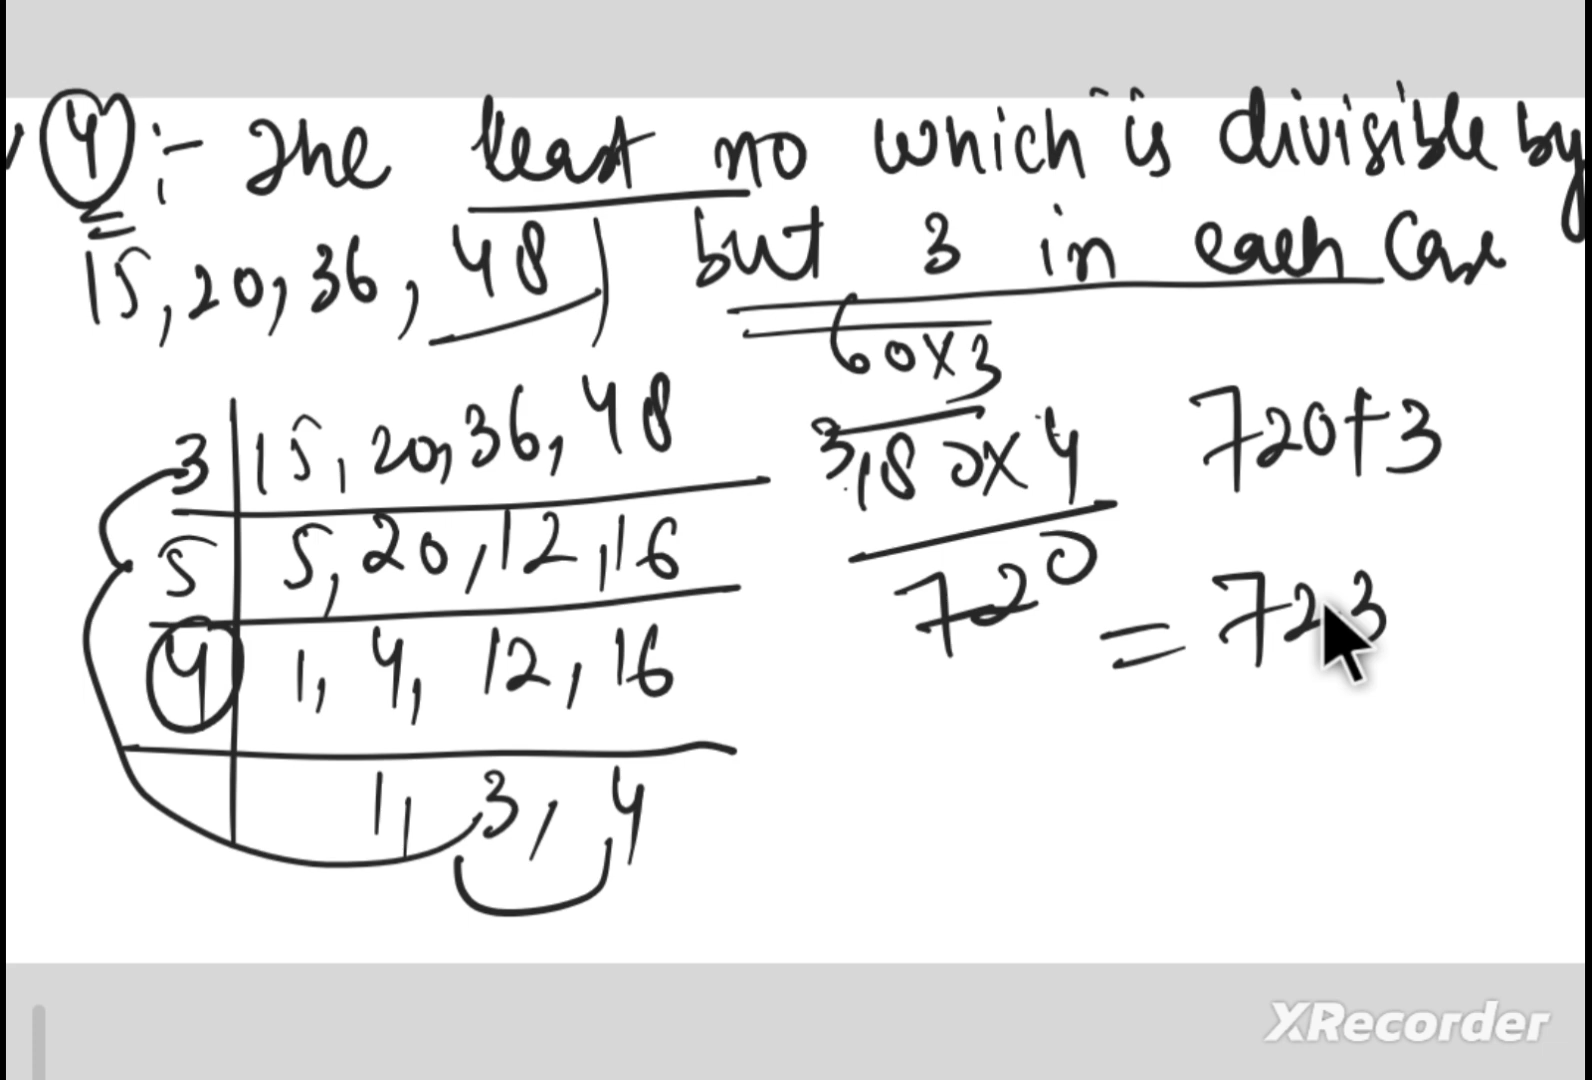 4 :- The least no which is divisible by
15, 20, 36, 48) but 3 in each case
3 | 15, 20, 36, 48
5 | 5, 20, 12, 16
4 | 1, 4, 12, 16
1, 3, 4
60x3
3 180x4
720
720+3
= 723
XRecorder